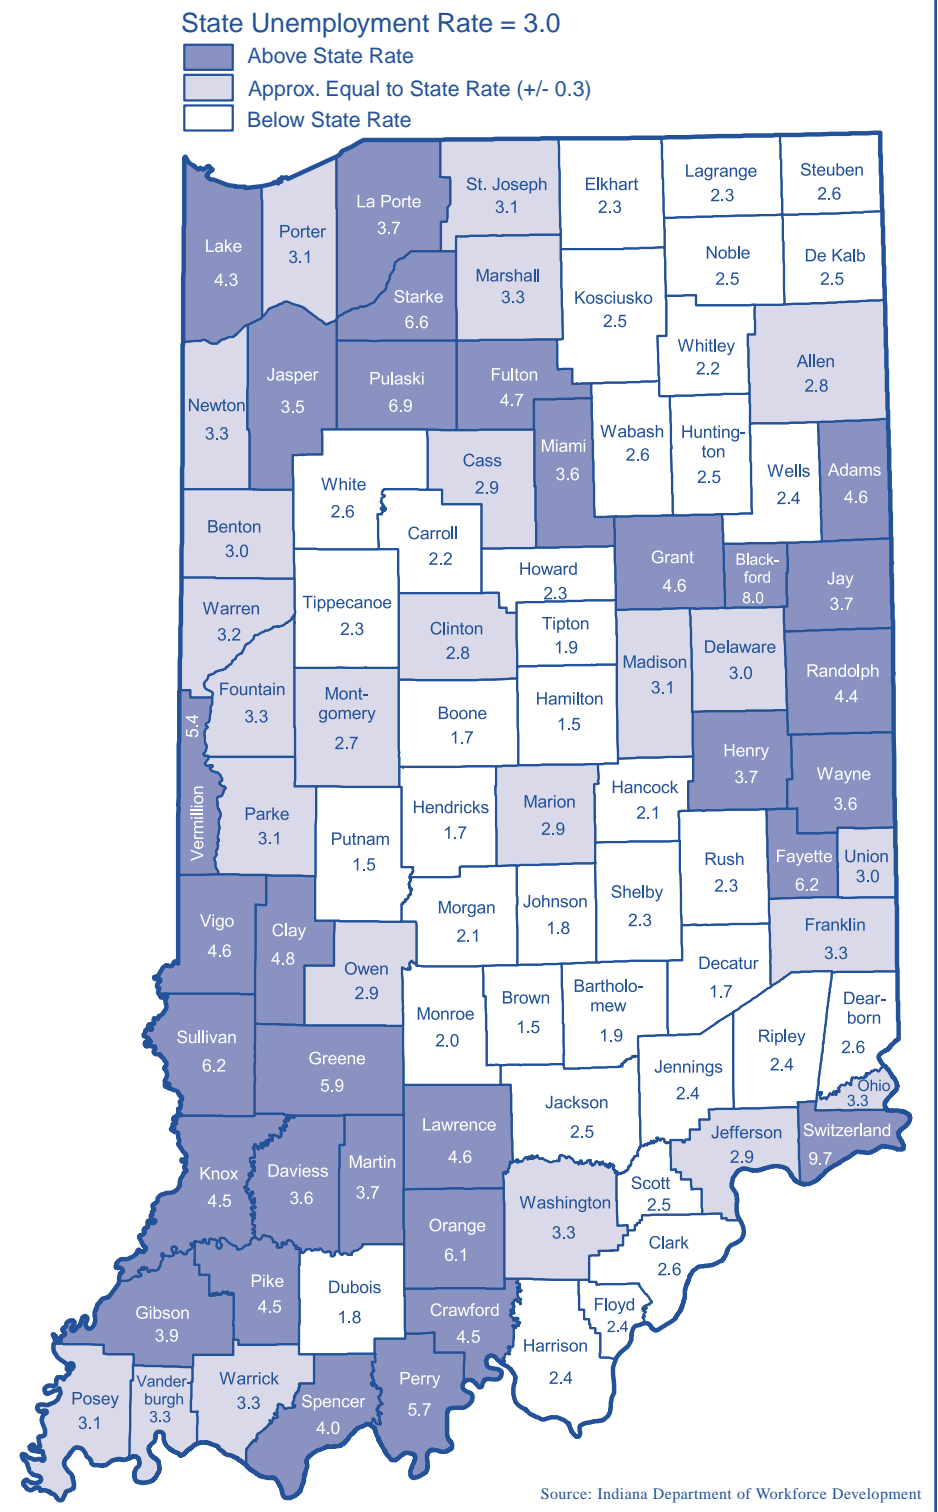 State Unemployment Rate = 3.0
Above State Rate
Approx. Equal to State Rate (+/- 0.3)
Below State Rate
Lake
4.3
Porter
3.1
La Porte
3.7
St. Joseph
3.1
Elkhart
2.3
Lagrange
2.3
Steuben
2.6
Starke
6.6
Marshall
3.3
Kosciusko
2.5
Noble
2.5
De Kalb
2.5
Whitley
2.2
Allen
2.8
Newton
3.3
Jasper
3.5
Pulaski
6.9
Fulton
4.7
Miami
3.6
Wabash
2.6
Hunting-
ton
2.5
Wells
2.4
Adams
4.6
White
2.6
Cass
2.9
Benton
3.0
Carroll
2.2
Howard
2.3
Grant
4.6
Black-
ford
8.0
Jay
3.7
Warren
3.2
Tippecanoe
2.3
Clinton
2.8
Tipton
1.9
Madison
3.1
Delaware
3.0
Randolph
4.4
Fountain
3.3
Mont-
gomery
2.7
Boone
1.7
Hamilton
1.5
Vermillion
5.4
Henry
3.7
Wayne
3.6
Parke
3.1
Putnam
1.5
Hendricks
1.7
Marion
2.9
Hancock
2.1
Rush
2.3
Fayette
6.2
Union
3.0
Vigo
4.6
Clay
4.8
Owen
2.9
Morgan
2.1
Johnson
1.8
Shelby
2.3
Franklin
3.3
Decatur
1.7
Sullivan
6.2
Greene
5.9
Monroe
2.0
Brown
1.5
Bartholo-
mew
1.9
Jennings
2.4
Ripley
2.4
Dear-
born
2.6
Ohio
3.3
Lawrence
4.6
Jackson
2.5
Jefferson
2.9
Switzerland
9.7
Knox
4.5
Daviess
3.6
Martin
3.7
Orange
6.1
Washington
3.3
Scott
2.5
Clark
2.6
Gibson
3.9
Pike
4.5
Dubois
1.8
Crawford
4.5
Floyd
2.4
Harrison
2.4
Posey
3.1
Vander-
burgh
3.3
Warrick
3.3
Spencer
4.0
Perry
5.7
Source: Indiana Department of Workforce Development